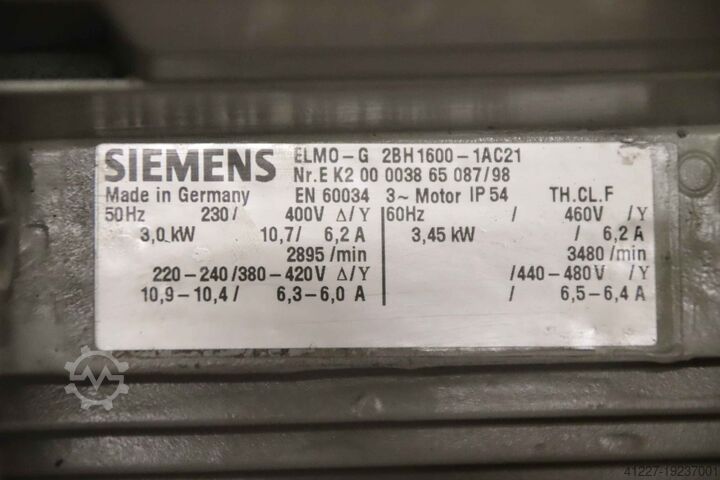 SIEMENS ELMO-G 2BH1600-1AC21
Nr.E K2 00 0038 65 087/98
Made in Germany EN 60034 3~ Motor IP 54 TH.CL.F
50Hz 230/ 400V Δ/Y 60Hz / 460V /Y
3,0 kW 10,7/ 6,2 A 3,45 kW / 6,2 A
2895/min 3480/min
220-240/380-420V Δ/Y /440-480V /Y
10,9-10,4/ 6,3-6,0 A / 6,5-6,4 A
41227-19237001